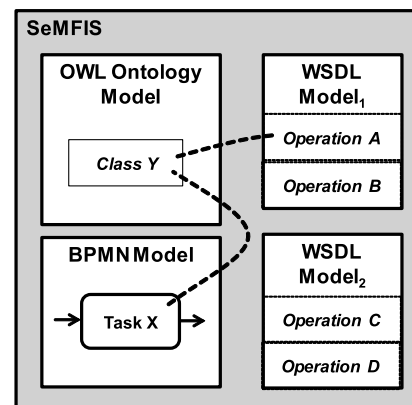 SeMFIS
OWL Ontology
Model
Class Y
BPMN Model
Task X
WSDL
Model₁
Operation A
Operation B
WSDL
Model₂
Operation C
Operation D